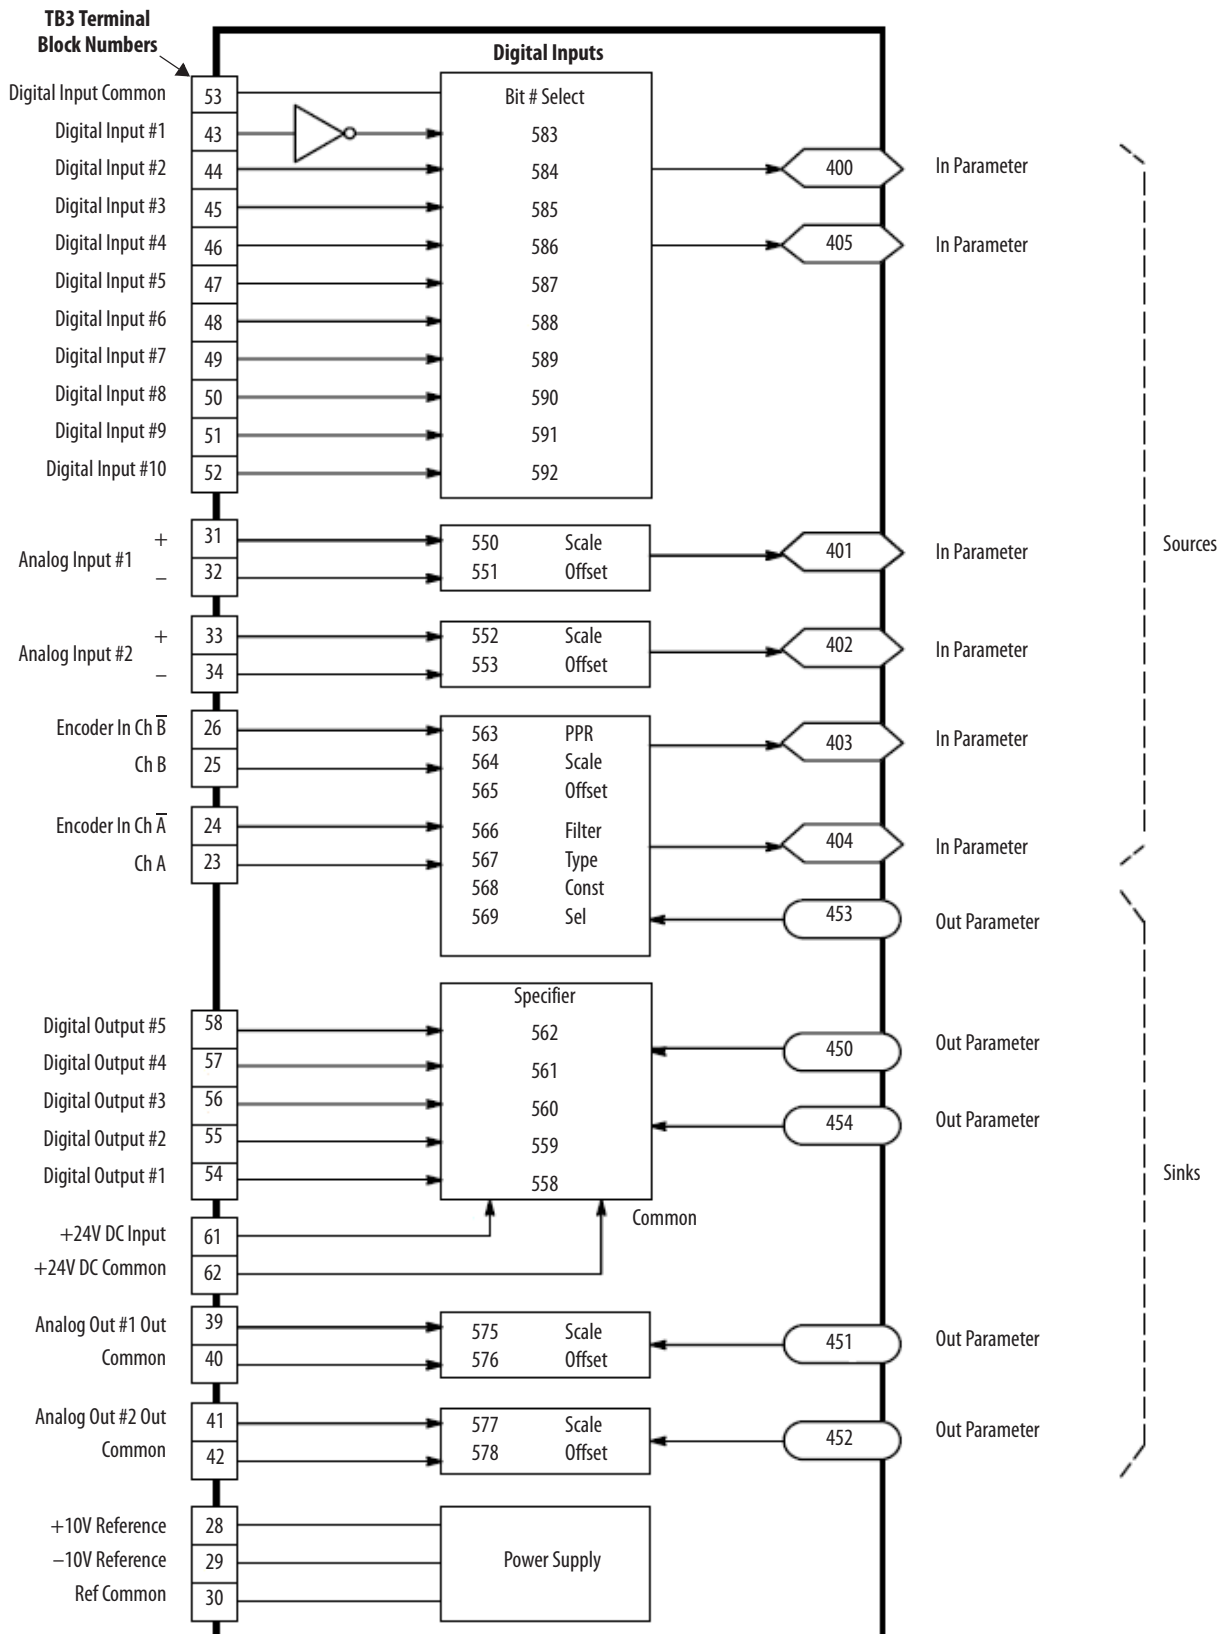 TB3 Terminal
Block Numbers
Digital Inputs
Digital Input Common 53 Bit # Select
Digital Input #1 43 583
Digital Input #2 44 584 400 In Parameter
Digital Input #3 45 585
Digital Input #4 46 586 405 In Parameter
Digital Input #5 47 587
Digital Input #6 48 588
Digital Input #7 49 589
Digital Input #8 50 590
Digital Input #9 51 591
Digital Input #10 52 592
Analog Input #1
+ 31 550 Scale 401 In Parameter
– 32 551 Offset
Sources
Analog Input #2
+ 33 552 Scale 402 In Parameter
– 34 553 Offset
Encoder In Ch B̅ 26 563 PPR 403 In Parameter
Ch B 25 564 Scale
565 Offset
Encoder In Ch A̅ 24 566 Filter 404 In Parameter
Ch A 23 567 Type
568 Const
569 Sel 453 Out Parameter
Specifier
Digital Output #5 58 562 450 Out Parameter
Digital Output #4 57 561
Digital Output #3 56 560 454 Out Parameter
Digital Output #2 55 559
Digital Output #1 54 558
Sinks
Common
+24V DC Input 61
+24V DC Common 62
Analog Out #1 Out 39 575 Scale 451 Out Parameter
Common 40 576 Offset
Analog Out #2 Out 41 577 Scale 452 Out Parameter
Common 42 578 Offset
+10V Reference 28
–10V Reference 29 Power Supply
Ref Common 30